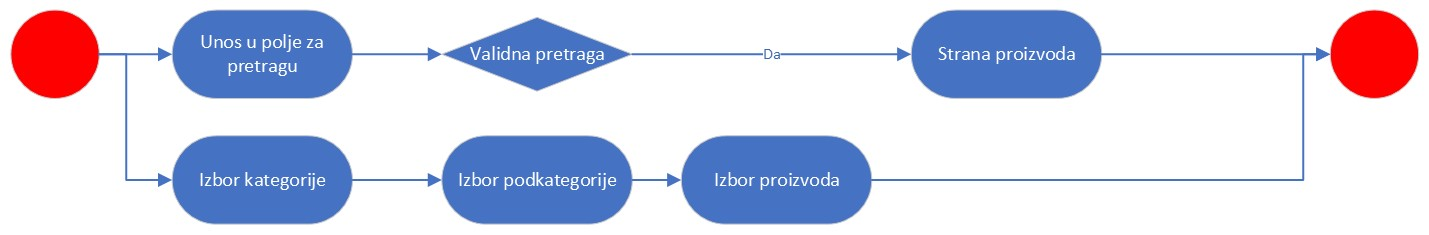 Unos u polje za
pretragu
Validna pretraga
Da
Strana proizvoda
Izbor kategorije
Izbor podkategorije
Izbor proizvoda